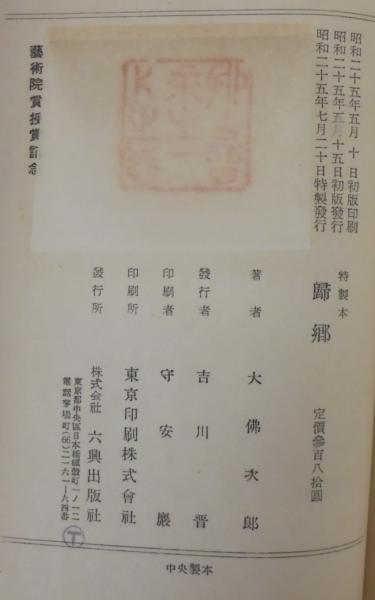 昭和二十五年五月十日初版印刷
昭和二十五年五月十五日初版發行
昭和二十五年七月二十日特製發行
藝術院賞授賞記念
特製本
歸鄕
定價參百八拾圓
著者 大佛次郎
發行者 吉川晋
印刷者 守安巖
印刷所 東京印刷株式會社
發行所 株式会社 六興出版社
東京都中央區日本橋蠣殼町一ノ一二
電話茅場町(66)二一六一—六四番
T
中央製本